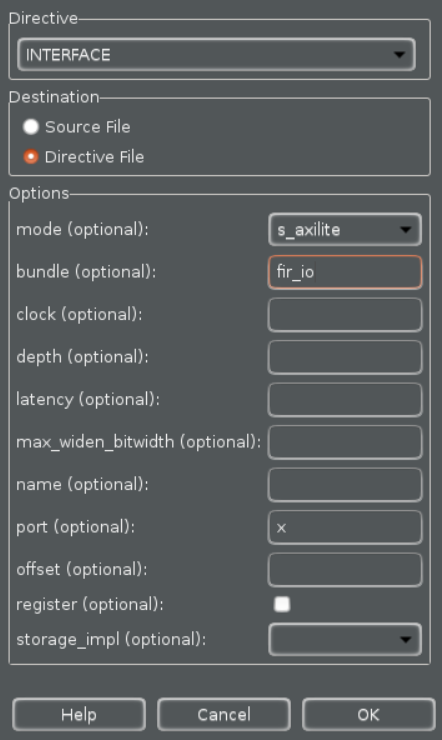 Directive
INTERFACE
Destination
Source File
Directive File
Options
mode (optional): s_axilite
bundle (optional): fir_io
clock (optional):
depth (optional):
latency (optional):
max_widen_bitwidth (optional):
name (optional):
port (optional): x
offset (optional):
register (optional):
storage_impl (optional):
Help Cancel OK